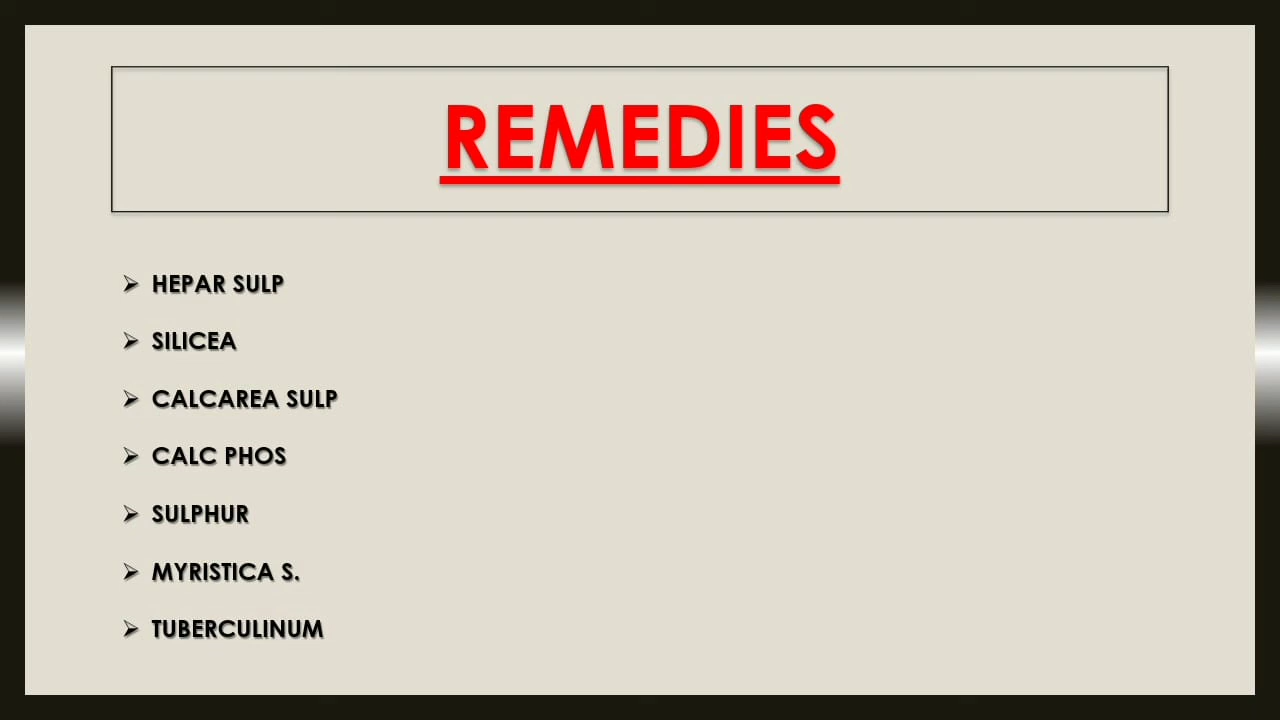 REMEDIES
➢ HEPAR SULP
➢ SILICEA
➢ CALCAREA SULP
➢ CALC PHOS
➢ SULPHUR
➢ MYRISTICA S.
➢ TUBERCULINUM